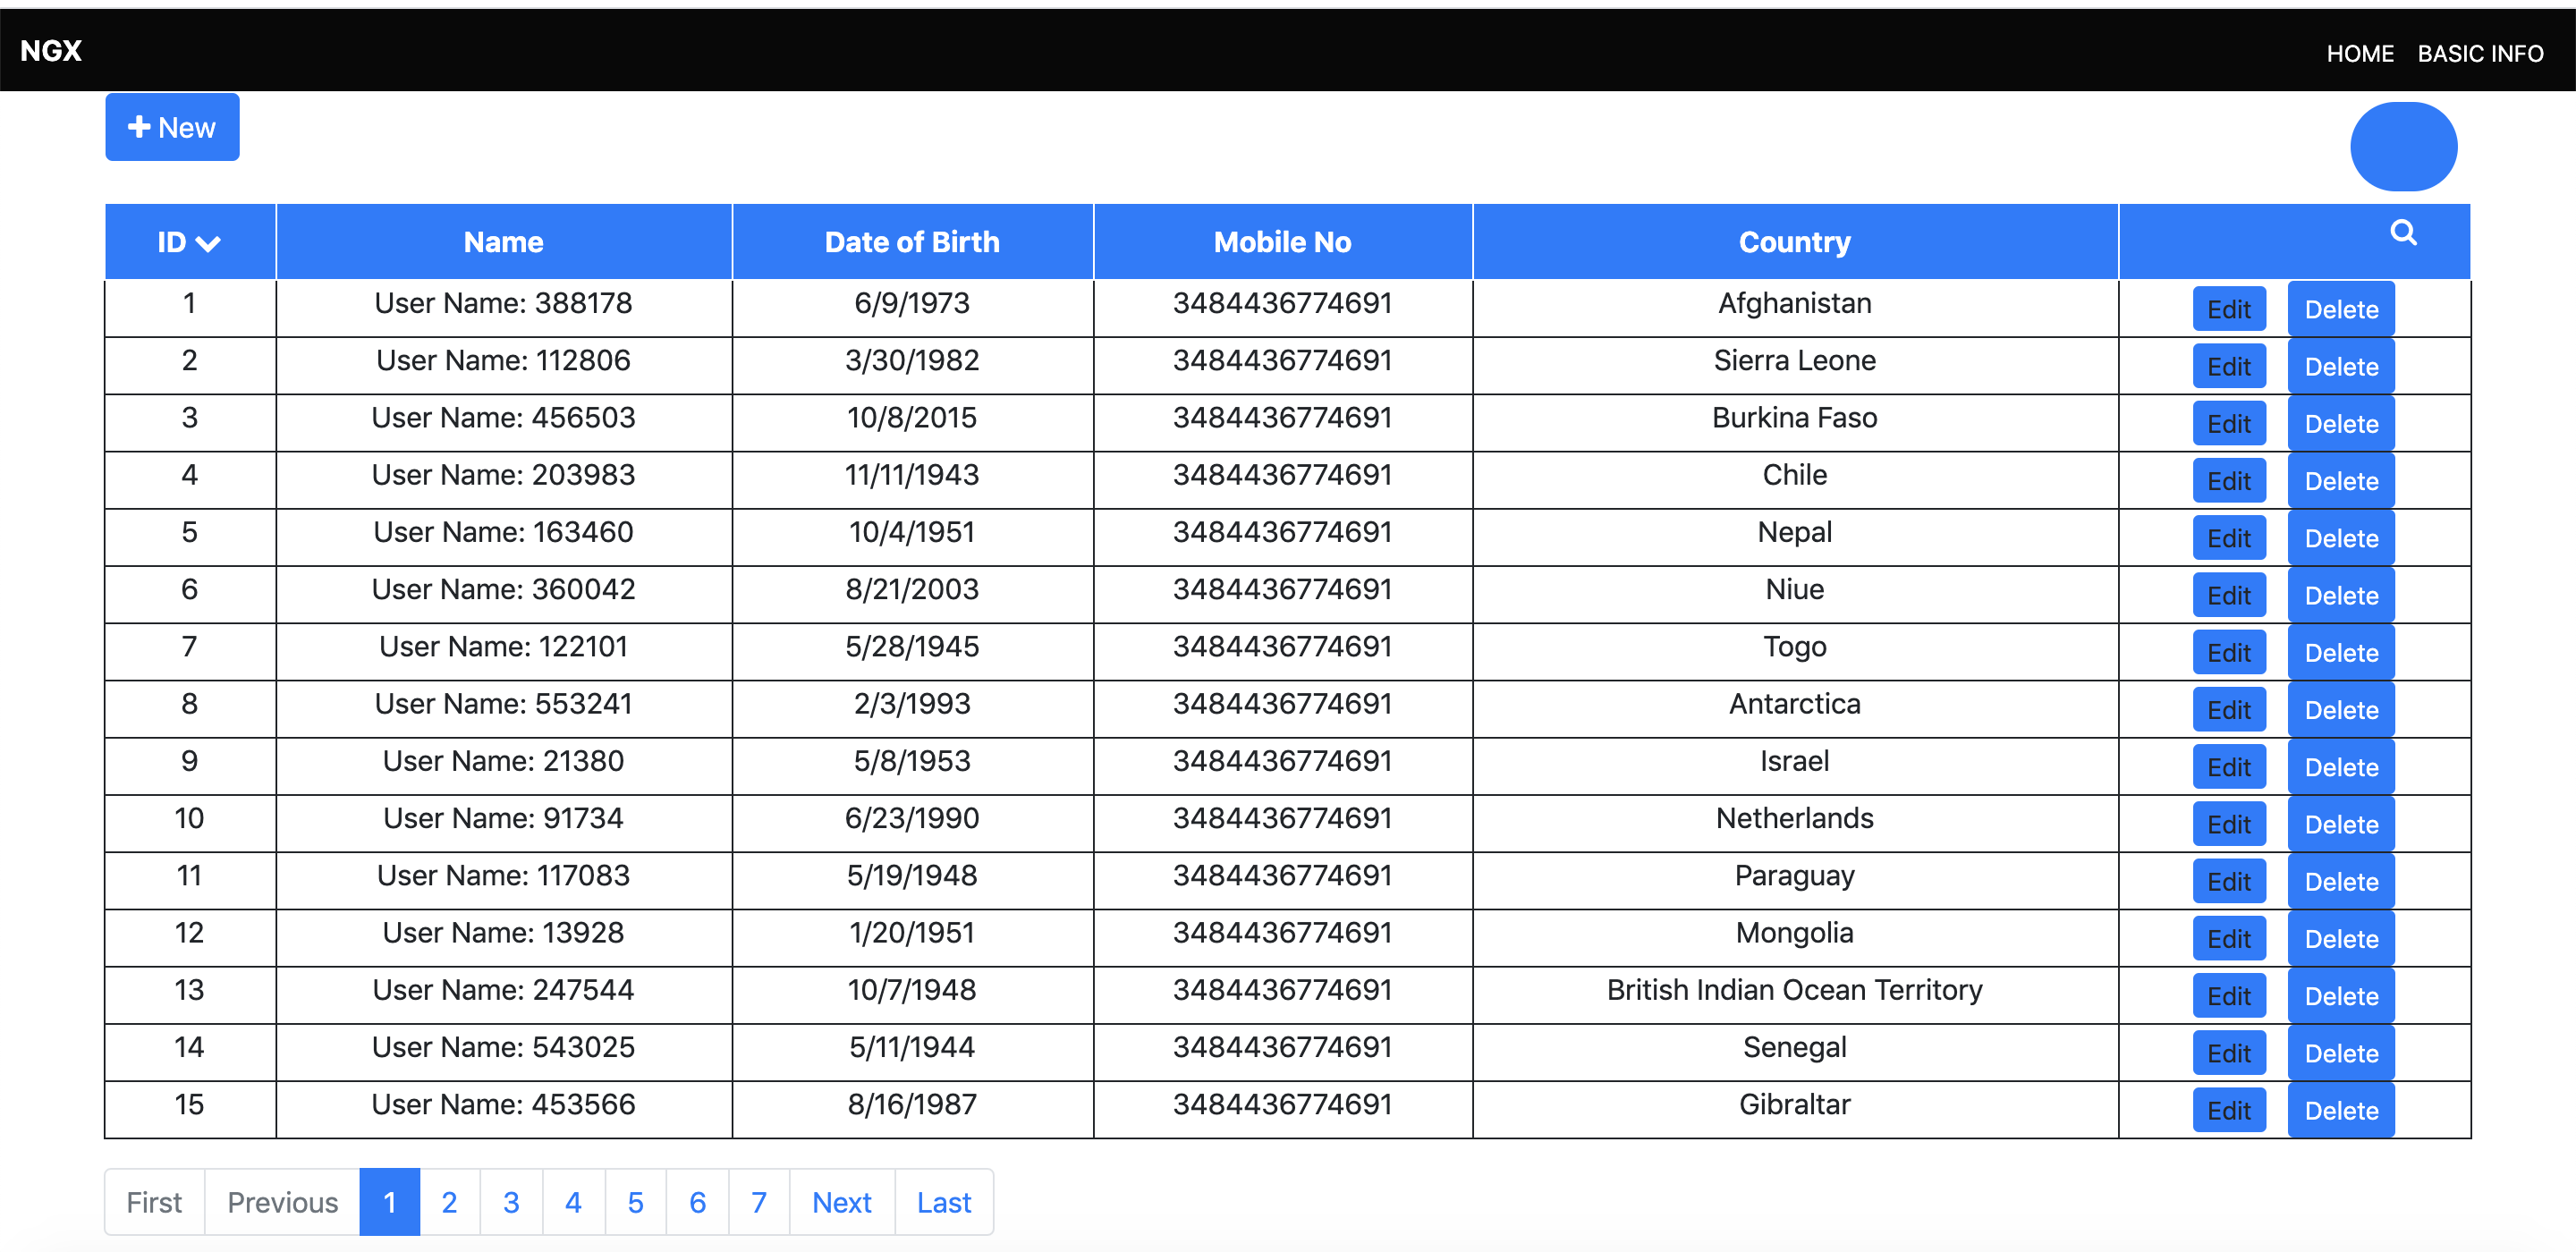 NGX HOME BASIC INFO
New
ID Name Date of Birth Mobile No Country
1 User Name: 388178 6/9/1973 3484436774691 Afghanistan Edit Delete
2 User Name: 112806 3/30/1982 3484436774691 Sierra Leone Edit Delete
3 User Name: 456503 10/8/2015 3484436774691 Burkina Faso Edit Delete
4 User Name: 203983 11/11/1943 3484436774691 Chile Edit Delete
5 User Name: 163460 10/4/1951 3484436774691 Nepal Edit Delete
6 User Name: 360042 8/21/2003 3484436774691 Niue Edit Delete
7 User Name: 122101 5/28/1945 3484436774691 Togo Edit Delete
8 User Name: 553241 2/3/1993 3484436774691 Antarctica Edit Delete
9 User Name: 21380 5/8/1953 3484436774691 Israel Edit Delete
10 User Name: 91734 6/23/1990 3484436774691 Netherlands Edit Delete
11 User Name: 117083 5/19/1948 3484436774691 Paraguay Edit Delete
12 User Name: 13928 1/20/1951 3484436774691 Mongolia Edit Delete
13 User Name: 247544 10/7/1948 3484436774691 British Indian Ocean Territory Edit Delete
14 User Name: 543025 5/11/1944 3484436774691 Senegal Edit Delete
15 User Name: 453566 8/16/1987 3484436774691 Gibraltar Edit Delete
First Previous 1 2 3 4 5 6 7 Next Last